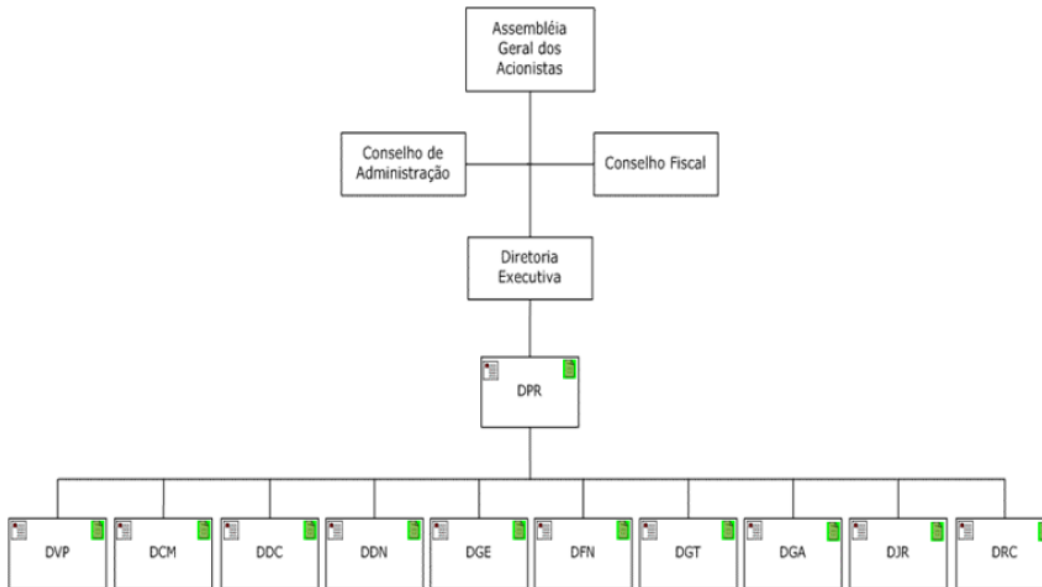 Assembléia
Geral dos
Acionistas
Conselho de
Administração
Conselho Fiscal
Diretoria
Executiva
DPR
DVP
DCM
DDC
DDN
DGE
DFN
DGT
DGA
DJR
DRC